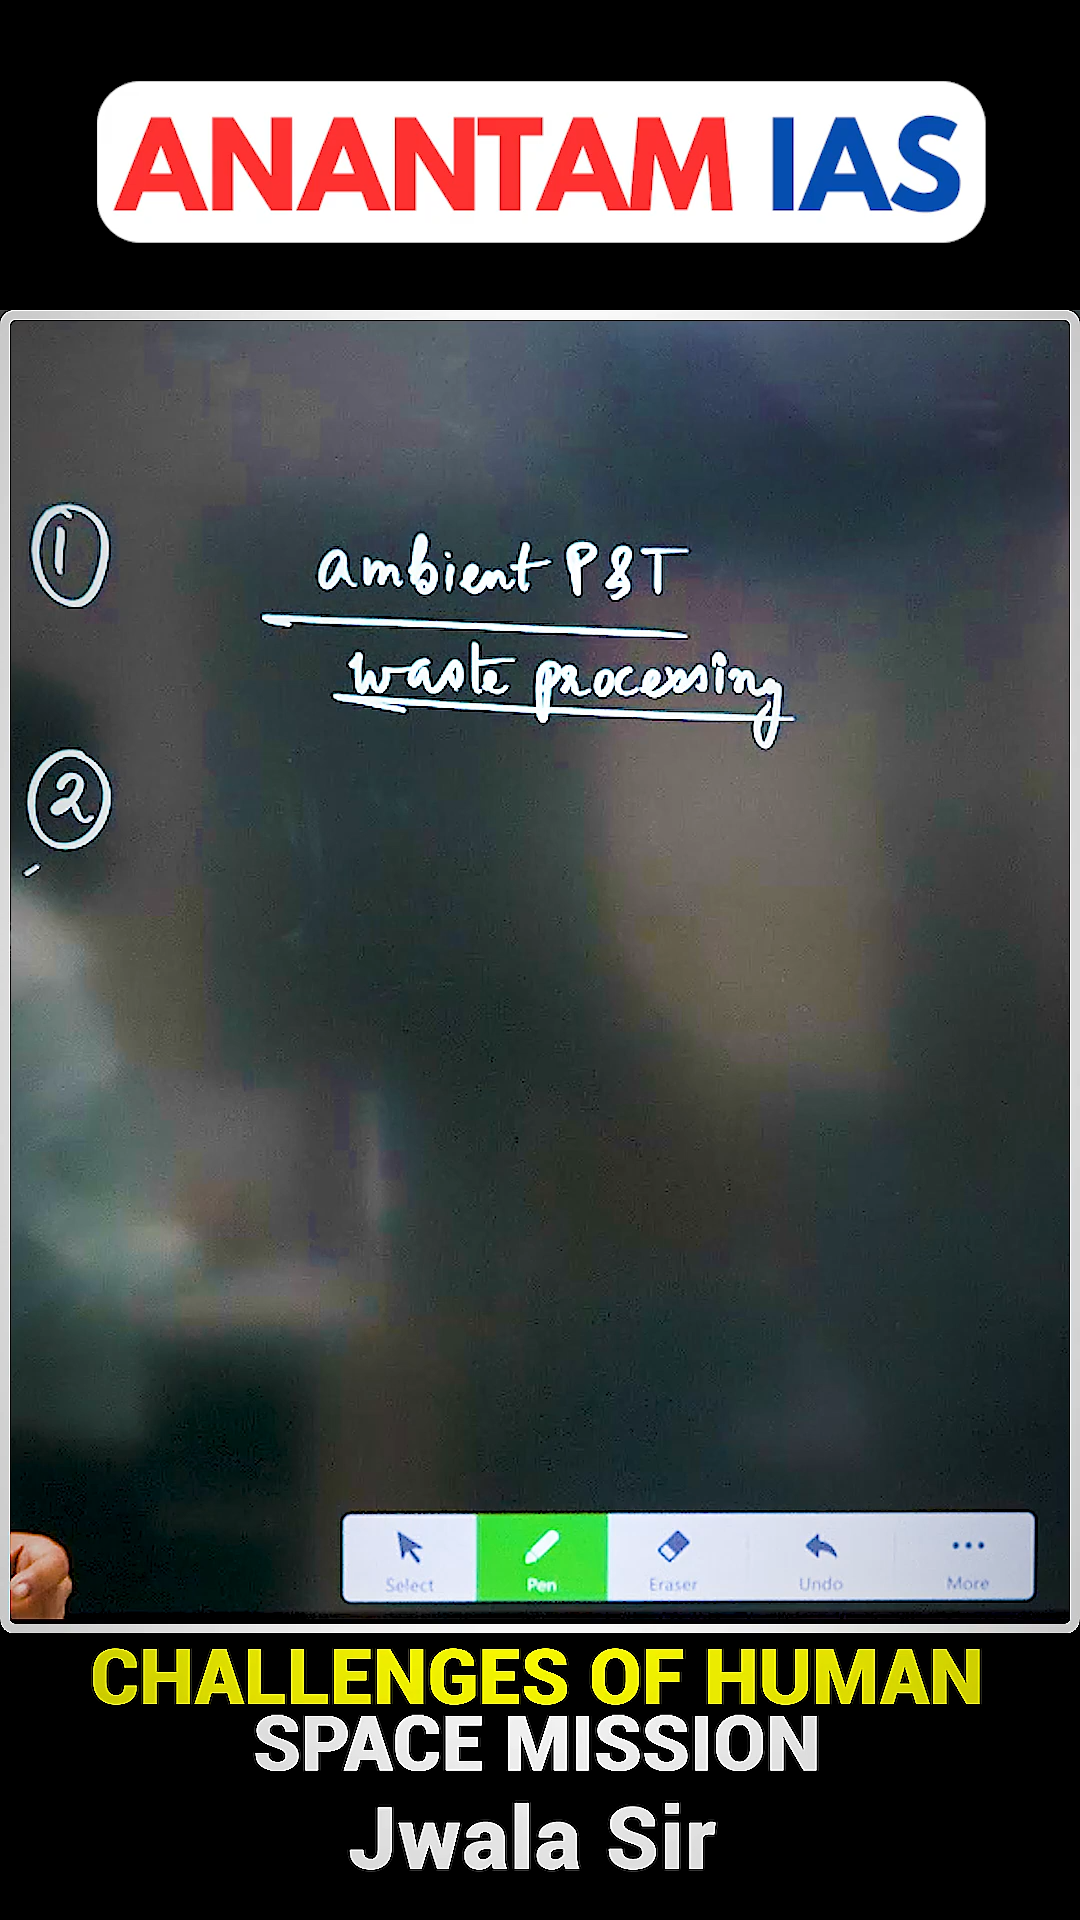 ANANTAM IAS
1
ambient P&T
waste processing
2
Select
Pen
Eraser
Undo
More
CHALLENGES OF HUMAN
SPACE MISSION
Jwala Sir